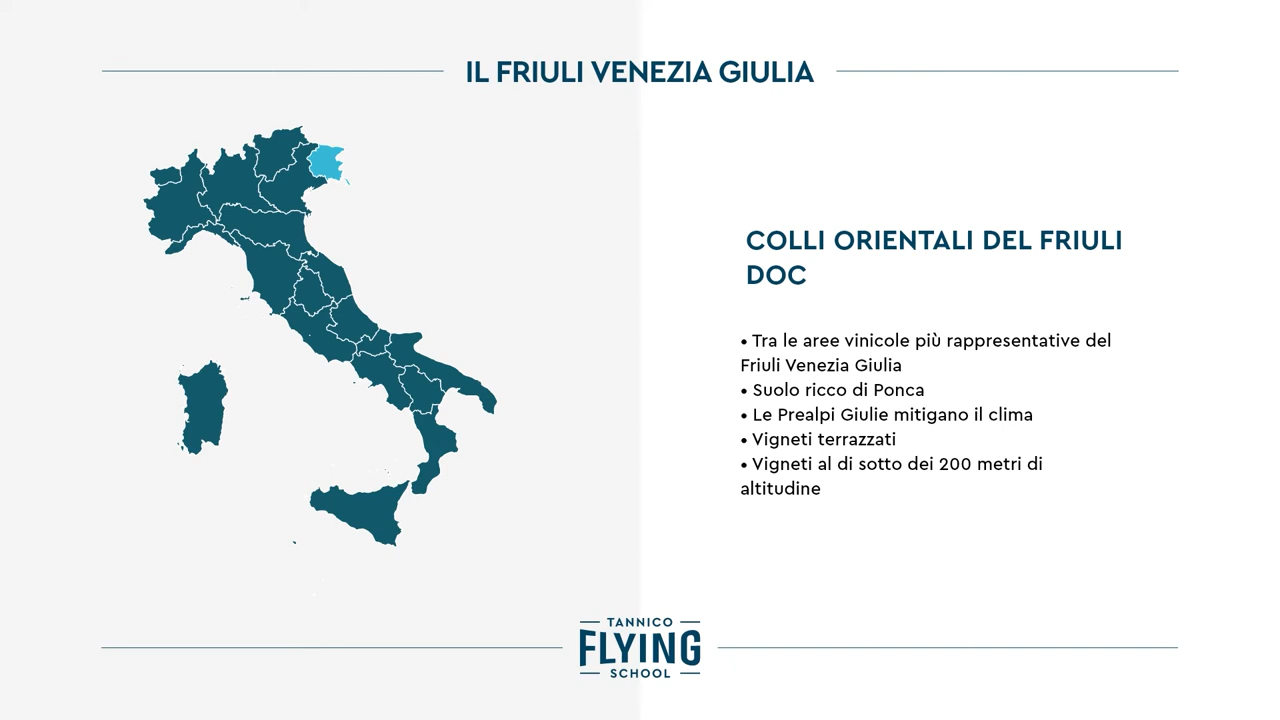 IL FRIULI VENEZIA GIULIA
COLLI ORIENTALI DEL FRIULI
DOC
• Tra le aree vinicole più rappresentative del
Friuli Venezia Giulia
• Suolo ricco di Ponca
• Le Prealpi Giulie mitigano il clima
• Vigneti terrazzati
• Vigneti al di sotto dei 200 metri di
altitudine
TANNICO
FLYING
SCHOOL